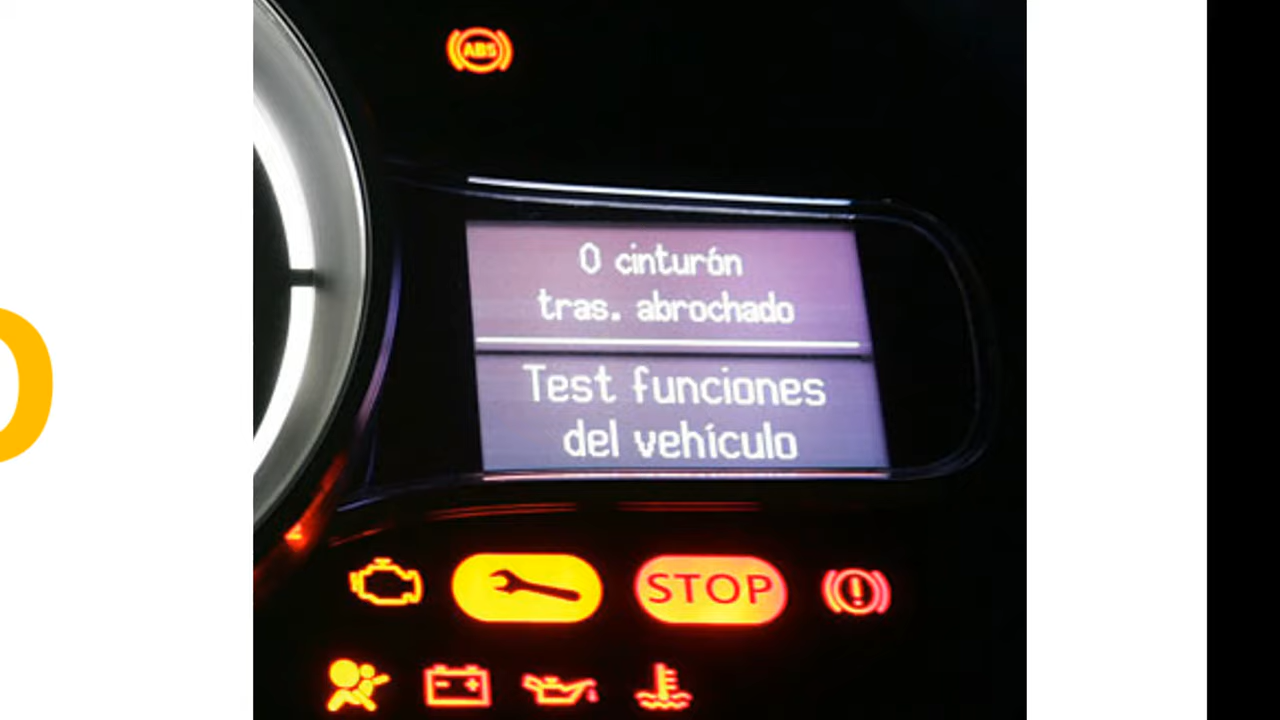 ABS
0 cinturón
tras. abrochado
Test funciones
del vehículo
STOP